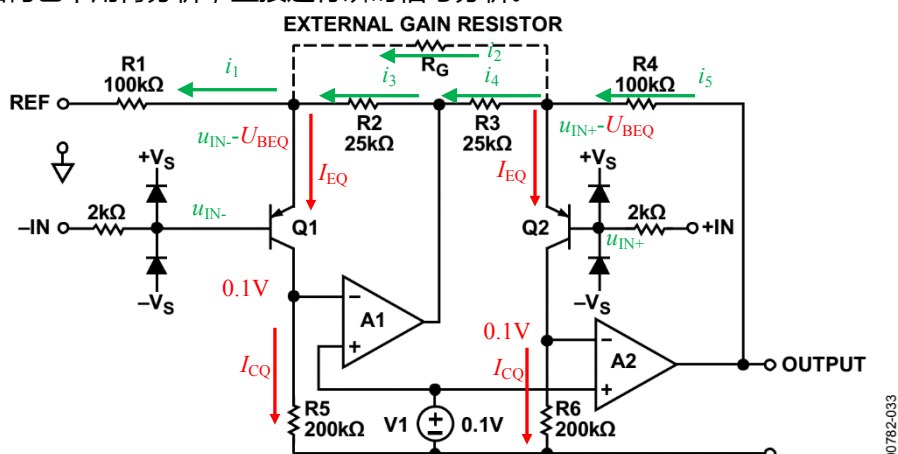 EXTERNAL GAIN RESISTOR
i1
i2
RG
R1
100kΩ
i3
i4
R4
100kΩ
i5
REF
R2
25kΩ
R3
25kΩ
uIN--UBEQ
uIN+-UBEQ
IEQ
IEQ
+VS
+VS
–IN
2kΩ
uIN-
Q1
Q2
2kΩ
+IN
uIN+
–VS
–VS
0.1V
–
A1
+
0.1V
–
A2
+
OUTPUT
ICQ
ICQ
R5
200kΩ
V1
+
–
0.1V
R6
200kΩ
00782-033